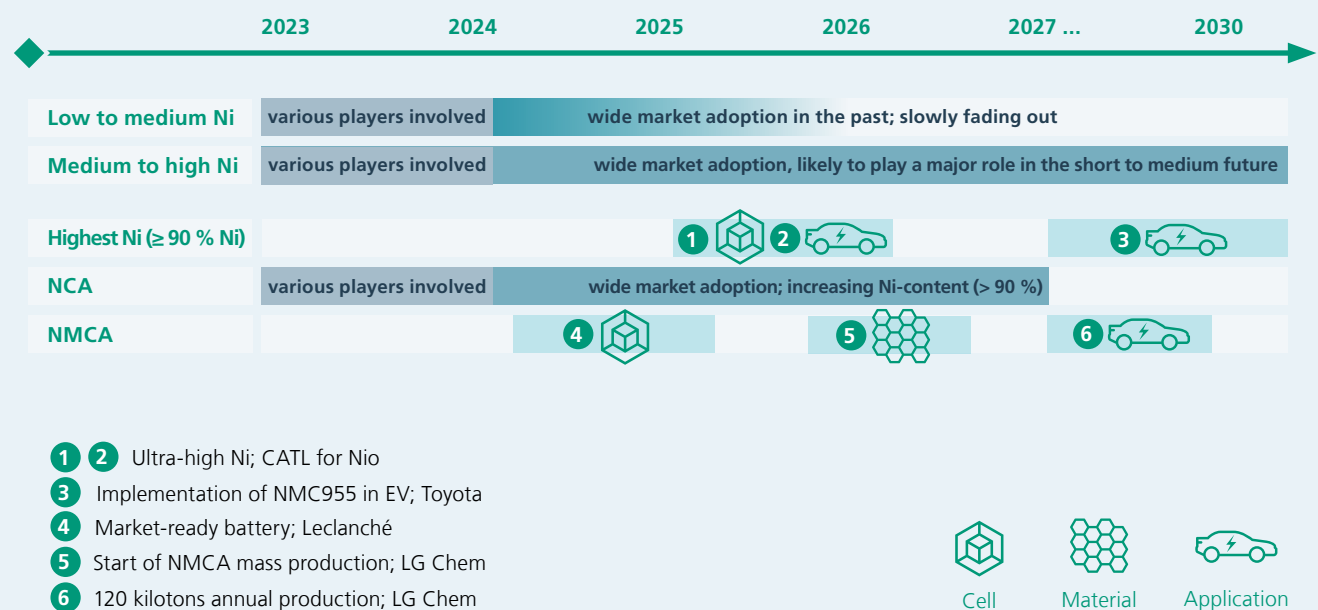 2023 2024 2025 2026 2027 ... 2030
Low to medium Ni various players involved wide market adoption in the past; slowly fading out
Medium to high Ni various players involved wide market adoption, likely to play a major role in the short to medium future
Highest Ni (≥ 90 % Ni) 1 2 3
NCA various players involved wide market adoption; increasing Ni-content (> 90 %)
NMCA 4 5 6
1 2 Ultra-high Ni; CATL for Nio
3 Implementation of NMC955 in EV; Toyota
4 Market-ready battery; Leclanché
5 Start of NMCA mass production; LG Chem
6 120 kilotons annual production; LG Chem
Cell Material Application